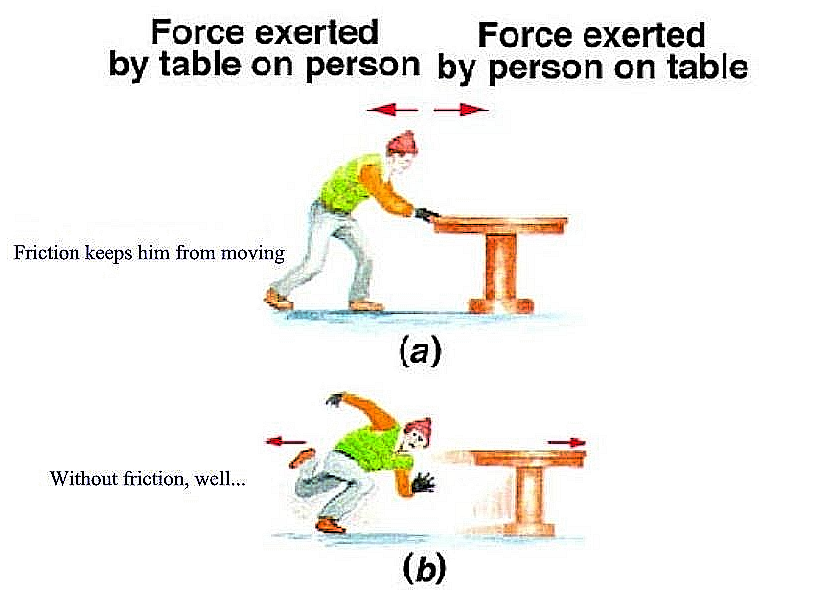 Force exerted
by table on person
Force exerted
by person on table
Friction keeps him from moving
(a)
Without friction, well...
(b)